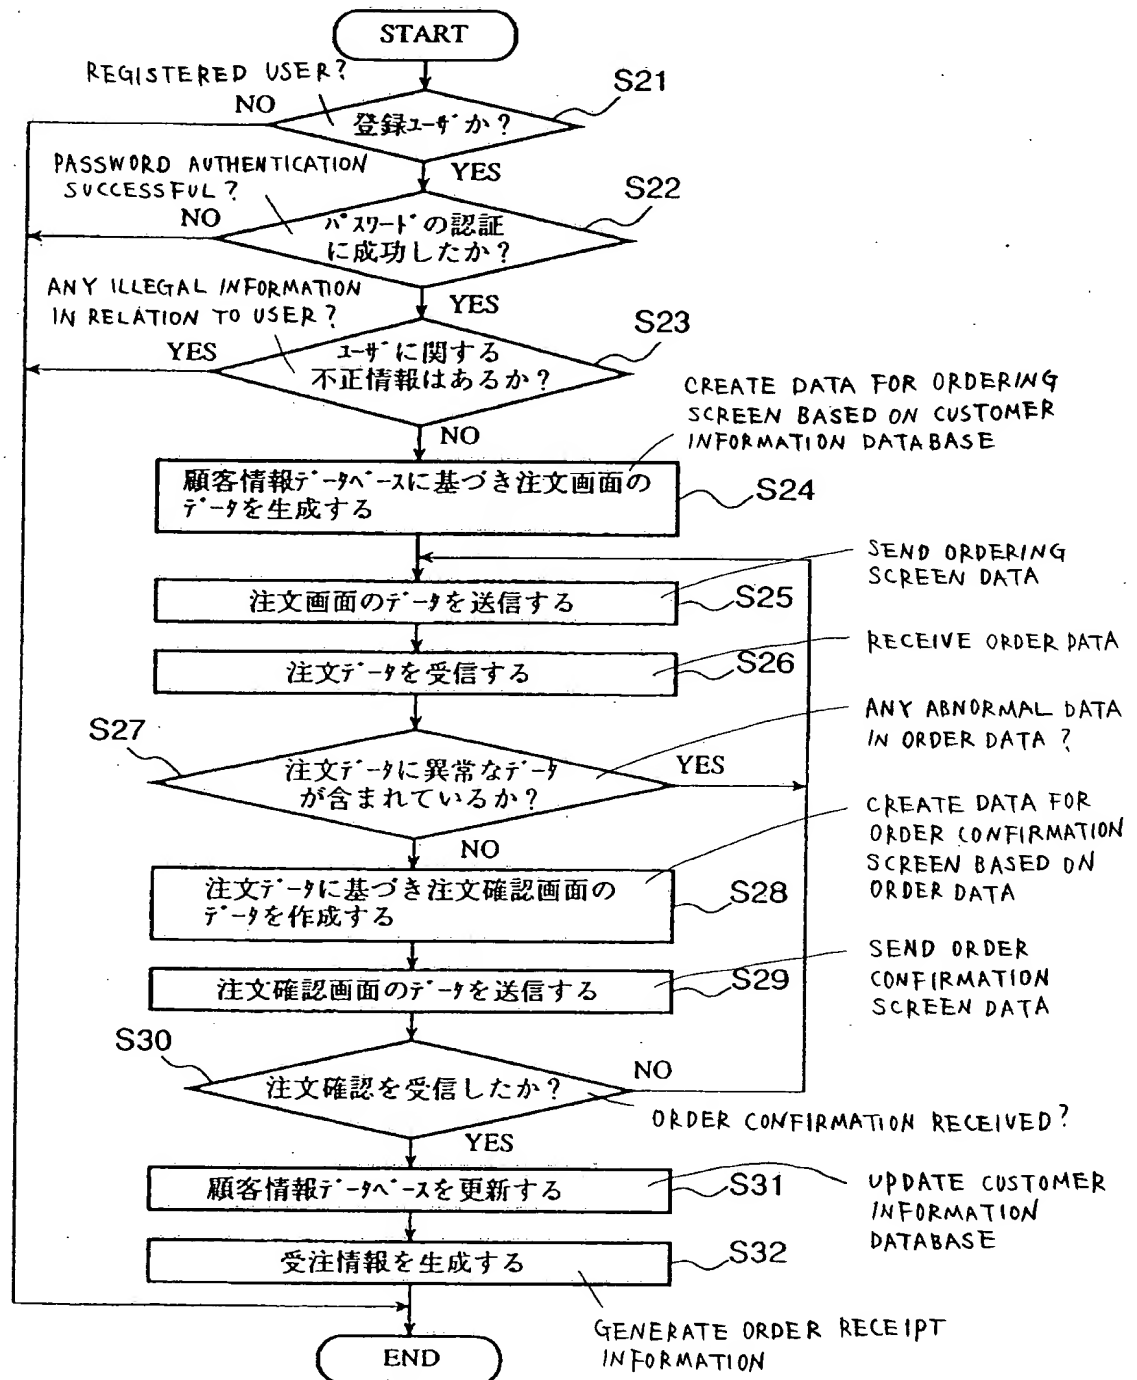 START
REGISTERED USER?
S21
NO
登録ユーザか?
YES
PASSWORD AUTHENTICATION
SUCCESSFUL?
S22
NO
パスワードの認証
に成功したか?
ANY ILLEGAL INFORMATION
IN RELATION TO USER?
YES
S23
YES
ユーザに関する
不正情報はあるか?
NO
CREATE DATA FOR ORDERING
SCREEN BASED ON CUSTOMER
INFORMATION DATABASE
顧客情報データベースに基づき注文画面の
データを生成する
S24
SEND ORDERING
SCREEN DATA
注文画面のデータを送信する
S25
RECEIVE ORDER DATA
注文データを受信する
S26
ANY ABNORMAL DATA
IN ORDER DATA?
S27
注文データに異常なデータ
が含まれているか?
YES
NO
CREATE DATA FOR
ORDER CONFIRMATION
SCREEN BASED ON
ORDER DATA
注文データに基づき注文確認画面の
データを作成する
S28
SEND ORDER
CONFIRMATION
SCREEN DATA
注文確認画面のデータを送信する
S29
S30
注文確認を受信したか?
NO
ORDER CONFIRMATION RECEIVED?
YES
顧客情報データベースを更新する
S31
UPDATE CUSTOMER
INFORMATION
DATABASE
受注情報を生成する
S32
GENERATE ORDER RECEIPT
INFORMATION
END